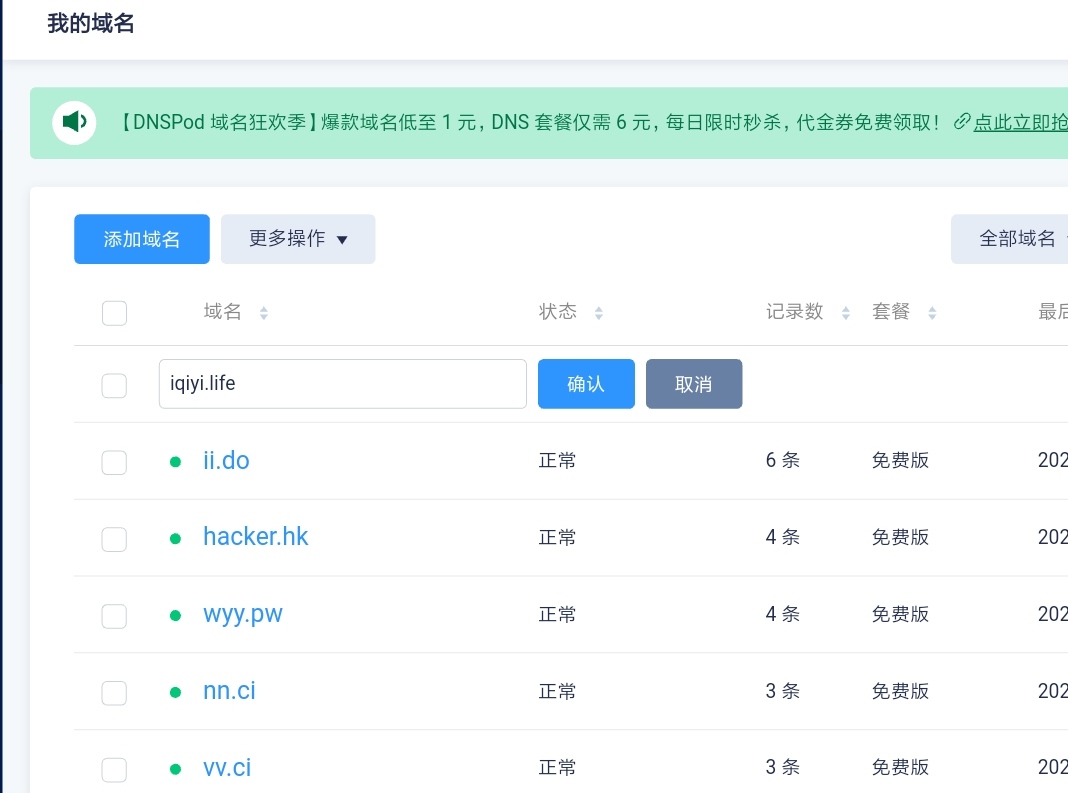 我的域名
【DNSPod 域名狂欢季】爆款域名低至 1 元，DNS 套餐仅需 6 元，每日限时秒杀，代金券免费领取！ 点此立即抢
添加域名 更多操作 全部域名
域名 状态 记录数 套餐 最后
iqiyi.life 确认 取消
ii.do 正常 6 条 免费版 202
hacker.hk 正常 4 条 免费版 202
wyy.pw 正常 4 条 免费版 202
nn.ci 正常 3 条 免费版 202
vv.ci 正常 3 条 免费版 202